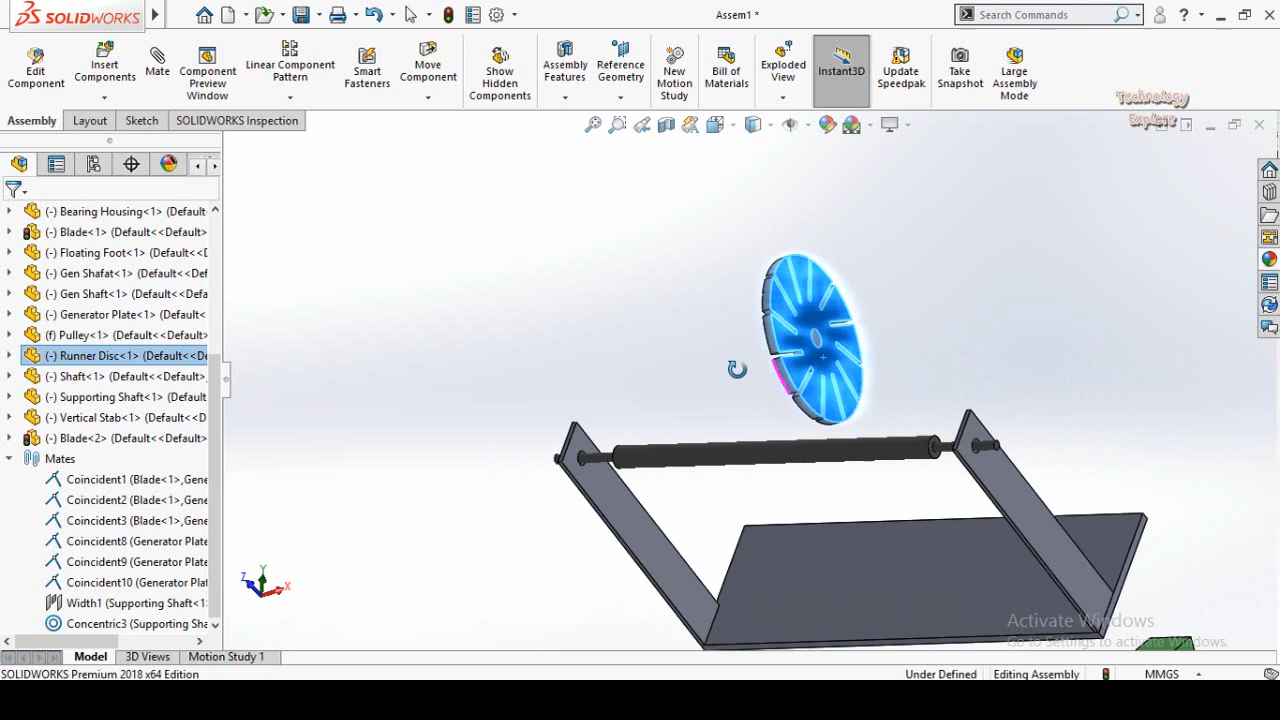 SOLIDWORKS
Assem1 *
Search Commands
?
Edit Component
Insert Components
Mate
Component Preview Window
Linear Component Pattern
Smart Fasteners
Move Component
Show Hidden Components
Assembly Features
Reference Geometry
New Motion Study
Bill of Materials
Exploded View
Instant3D
Update Speedpak
Take Snapshot
Large Assembly Mode
Technology
Explore
Assembly
Layout
Sketch
SOLIDWORKS Inspection
(-) Bearing Housing<1> (Default
(-) Blade<1> (Default<<Default
(-) Floating Foot<1> (Default<<
(-) Gen Shafat<1> (Default<<D
(-) Gen Shaft<1> (Default<<De
(-) Generator Plate<1> (Default
(f) Pulley<1> (Default<<Default
(-) Runner Disc<1> (Default<<De
(-) Shaft<1> (Default<<Default>
(-) Supporting Shaft<1> (Defau
(-) Vertical Stab<1> (Default<<D
(-) Blade<2> (Default<<Default
Mates
Coincident1 (Blade<1>,Gene
Coincident2 (Blade<1>,Gene
Coincident3 (Blade<1>,Gene
Coincident8 (Generator Plate
Coincident9 (Generator Plat
Coincident10 (Generator Plat
Width1 (Supporting Shaft<1
Concentric3 (Supporting Sha
Y
Z
X
Activate Windows
Go to Settings to activate Windows.
Model
3D Views
Motion Study 1
SOLIDWORKS Premium 2018 x64 Edition
Under Defined
Editing Assembly
MMGS